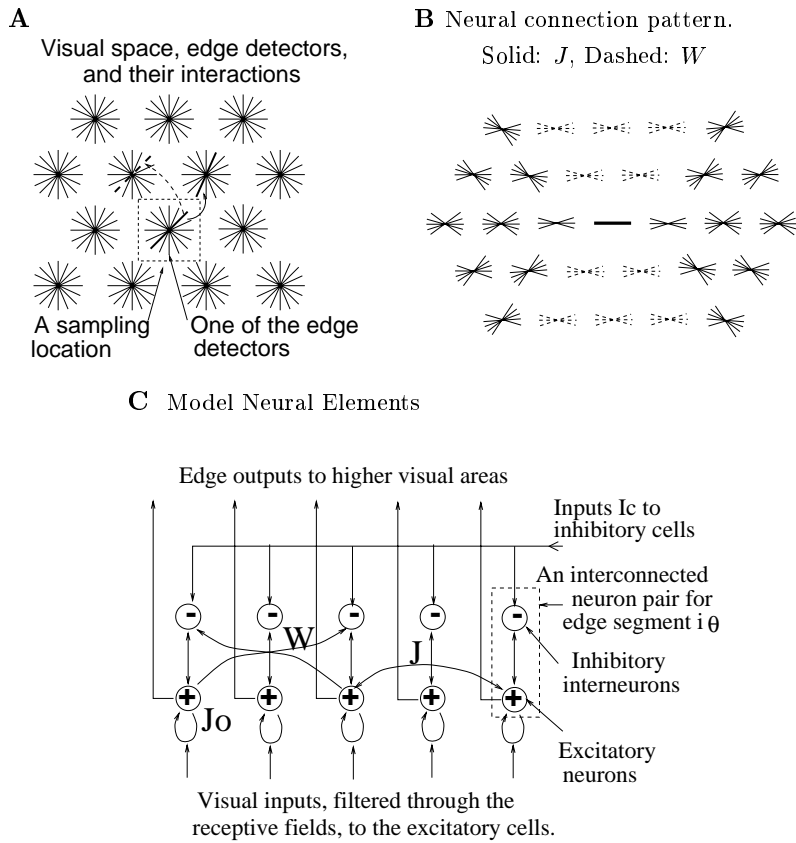 A
Visual space, edge detectors,
and their interactions
A sampling
location
One of the edge
detectors
B Neural connection pattern.
Solid: J, Dashed: W
C Model Neural Elements
Edge outputs to higher visual areas
Inputs Ic to
inhibitory cells
An interconnected
neuron pair for
edge segment i θ
Inhibitory
interneurons
Excitatory
neurons
- - - - -
W
J
+ + + + +
Jo
Visual inputs, filtered through the
receptive fields, to the excitatory cells.